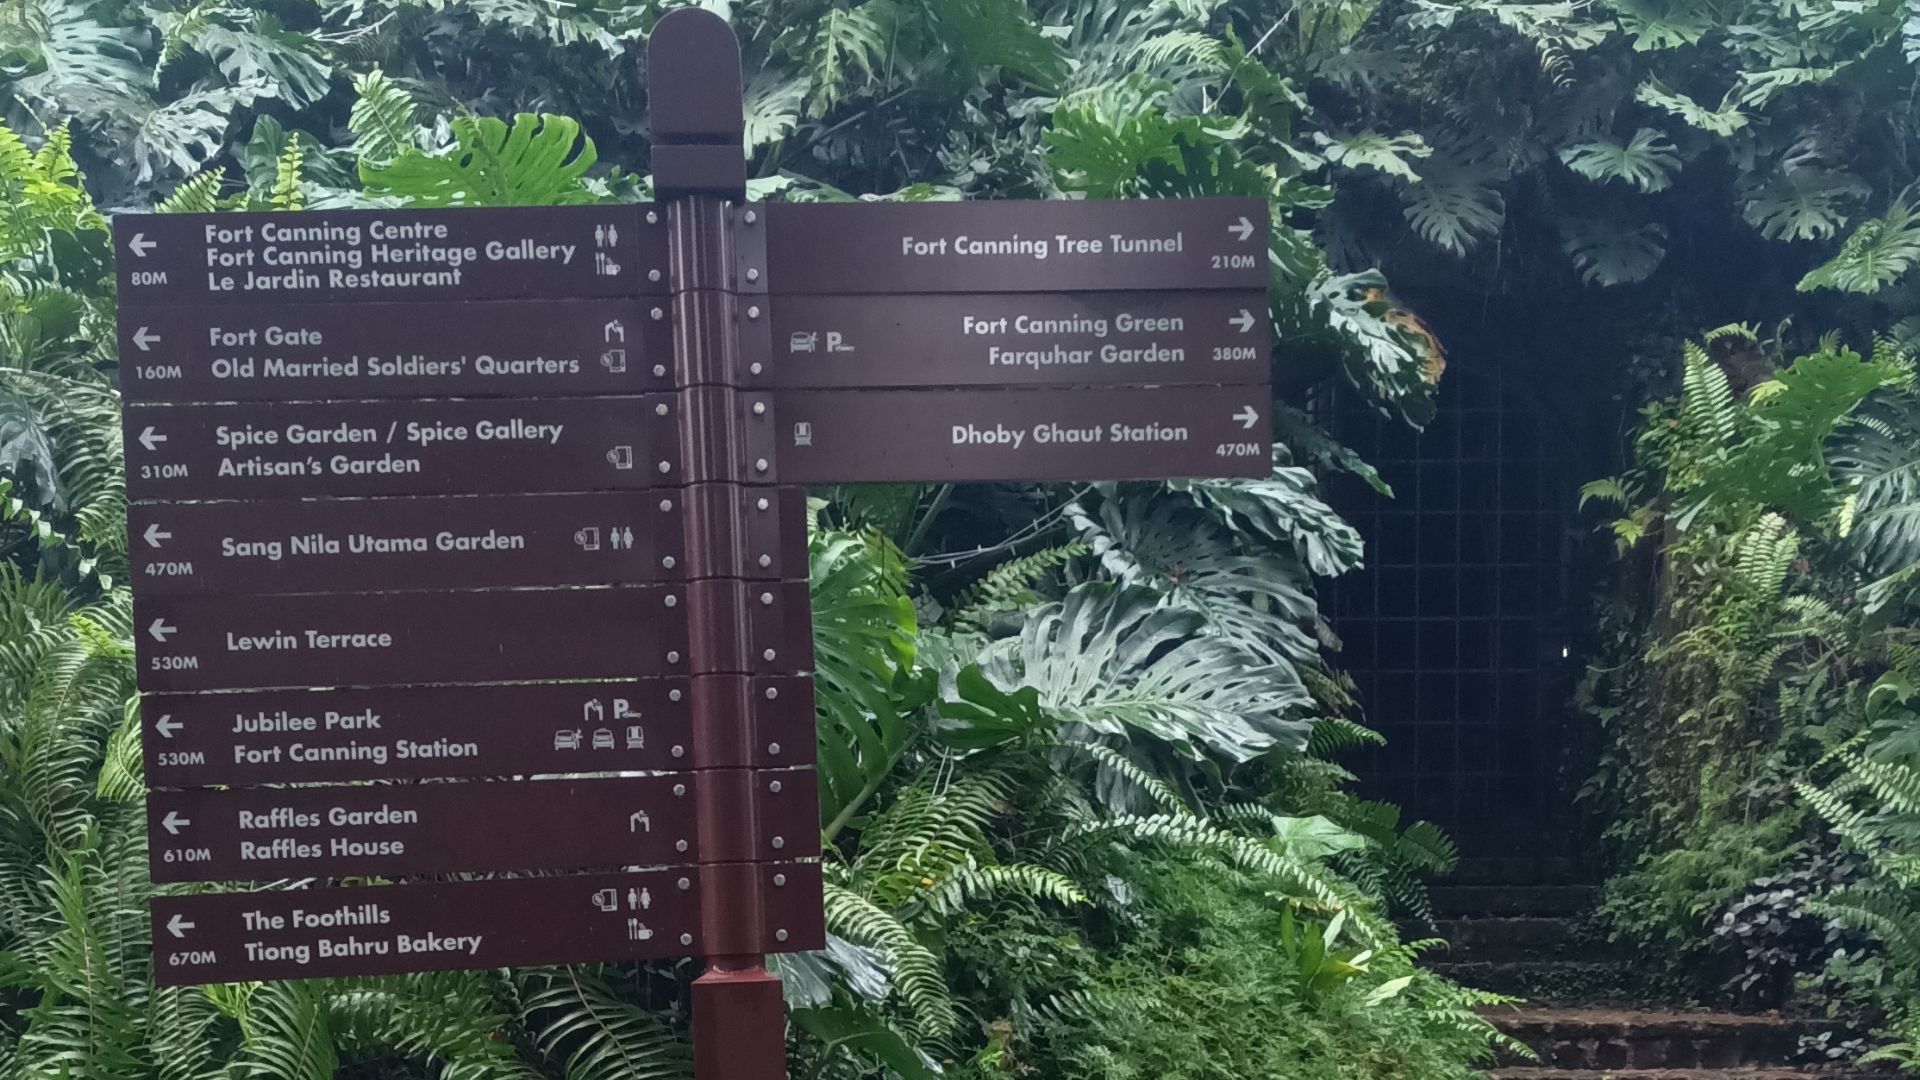 Fort Canning Centre
Fort Canning Heritage Gallery
Le Jardin Restaurant
80M
Fort Gate
Old Married Soldiers' Quarters
160M
Spice Garden / Spice Gallery
Artisan's Garden
310M
Sang Nila Utama Garden
470M
Lewin Terrace
530M
Jubilee Park
P
Fort Canning Station
530M
Raffles Garden
Raffles House
610M
The Foothills
Tiong Bahru Bakery
670M
Fort Canning Tree Tunnel
210M
Fort Canning Green
P
Farquhar Garden
380M
Dhoby Ghaut Station
470M